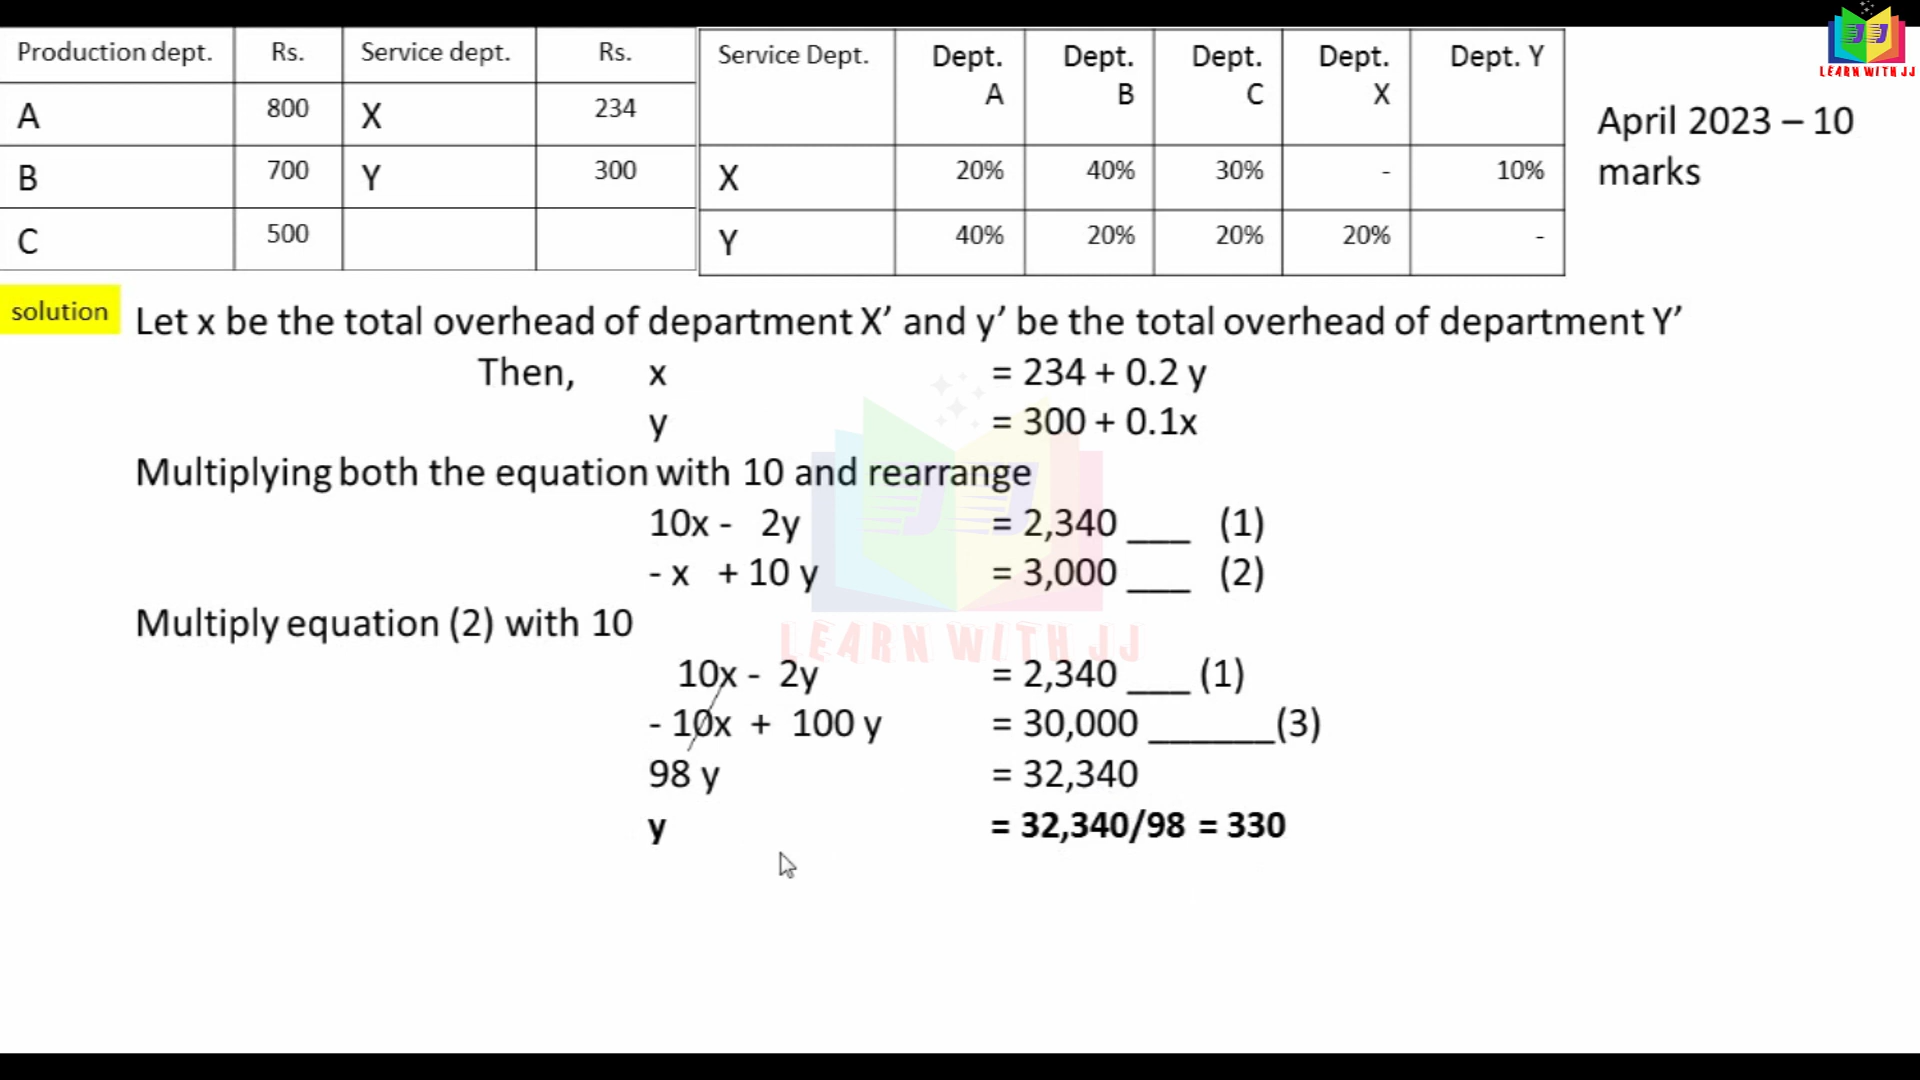 Production dept. Rs. Service dept. Rs.
A 800 X 234
B 700 Y 300
C 500
Service Dept. Dept. A Dept. B Dept. C Dept. X Dept. Y
X 20% 40% 30% - 10%
Y 40% 20% 20% 20% -
LEARN WITH JJ
April 2023 – 10
marks
solution
Let x be the total overhead of department X’ and y’ be the total overhead of department Y’
Then, x = 234 + 0.2 y
y = 300 + 0.1x
Multiplying both the equation with 10 and rearrange
10x - 2y = 2,340 ___ (1)
- x + 10 y = 3,000 ___ (2)
Multiply equation (2) with 10
LEARN WITH JJ
10x - 2y = 2,340 ___ (1)
- 10x + 100 y = 30,000 ______(3)
98 y = 32,340
y = 32,340/98 = 330